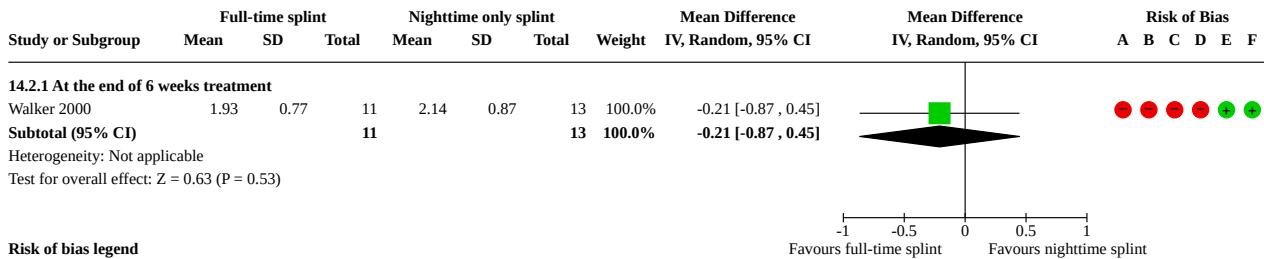 Full-time splint Nighttime only splint Mean Difference Mean Difference Risk of Bias
Study or Subgroup Mean SD Total Mean SD Total Weight IV, Random, 95% CI IV, Random, 95% CI A B C D E F
14.2.1 At the end of 6 weeks treatment
Walker 2000 1.93 0.77 11 2.14 0.87 13 100.0% -0.21 [-0.87 , 0.45] − − − − + +
Subtotal (95% CI) 11 13 100.0% -0.21 [-0.87 , 0.45]
Heterogeneity: Not applicable
Test for overall effect: Z = 0.63 (P = 0.53)
-1 -0.5 0 0.5 1
Favours full-time splint Favours nighttime splint
Risk of bias legend